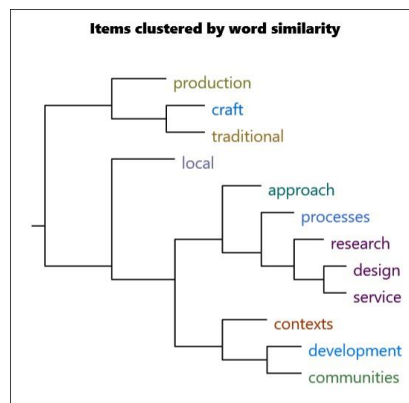 Items clustered by word similarity
production
craft
traditional
local
approach
processes
research
design
service
contexts
development
communities